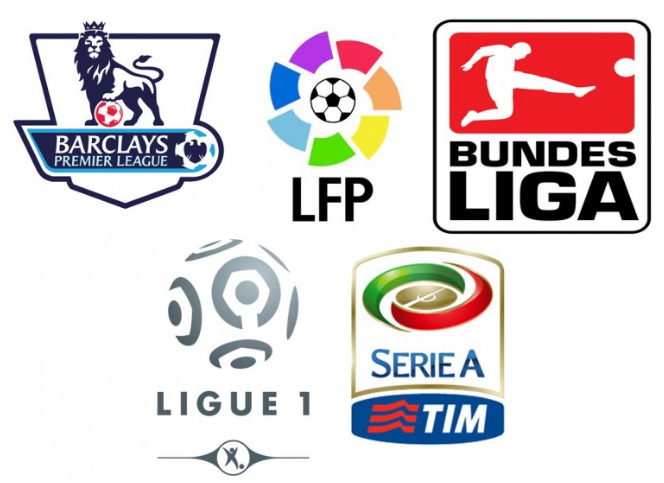 BARCLAYS
PREMIER LEAGUE
LFP
BUNDES
LIGA
LIGUE 1
SERIE A
TIM